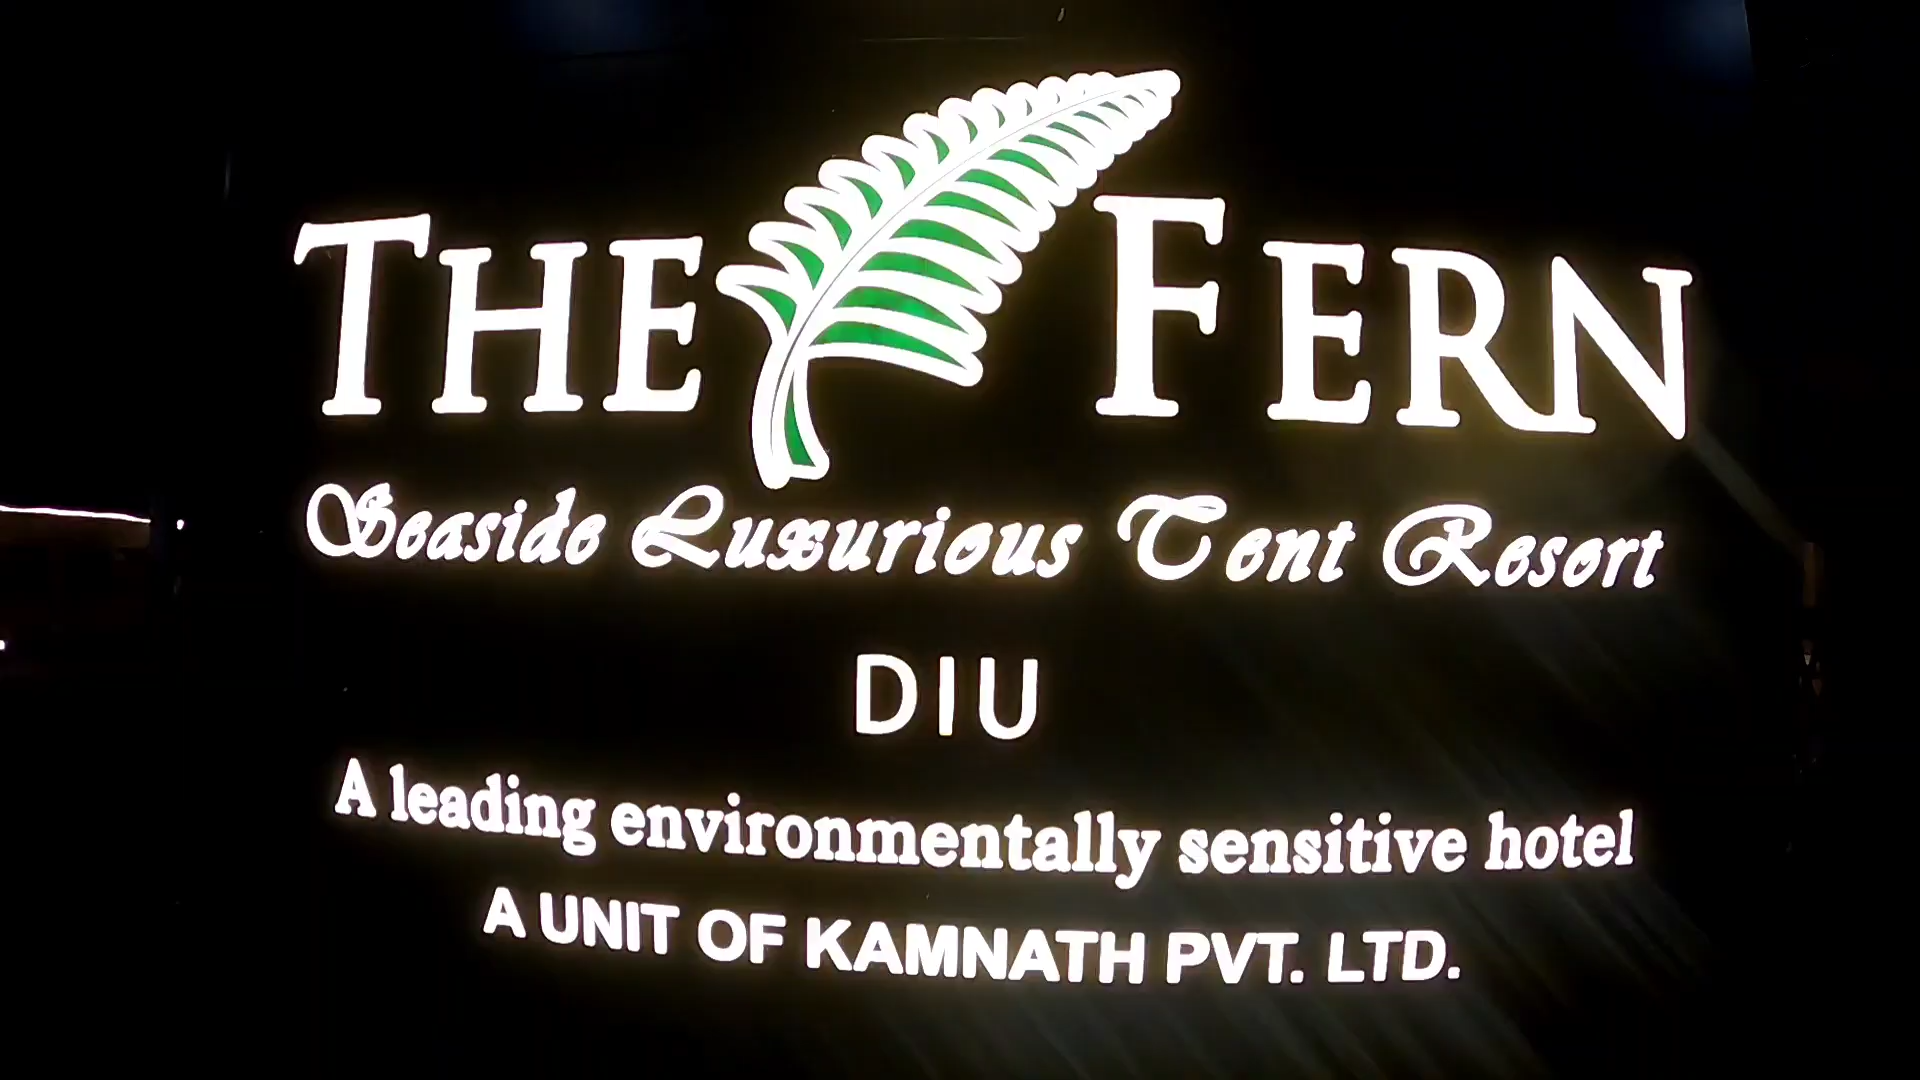 THE FERN
Seaside Luxurious Tent Resort
DIU
A leading environmentally sensitive hotel
A UNIT OF KAMNATH PVT. LTD.